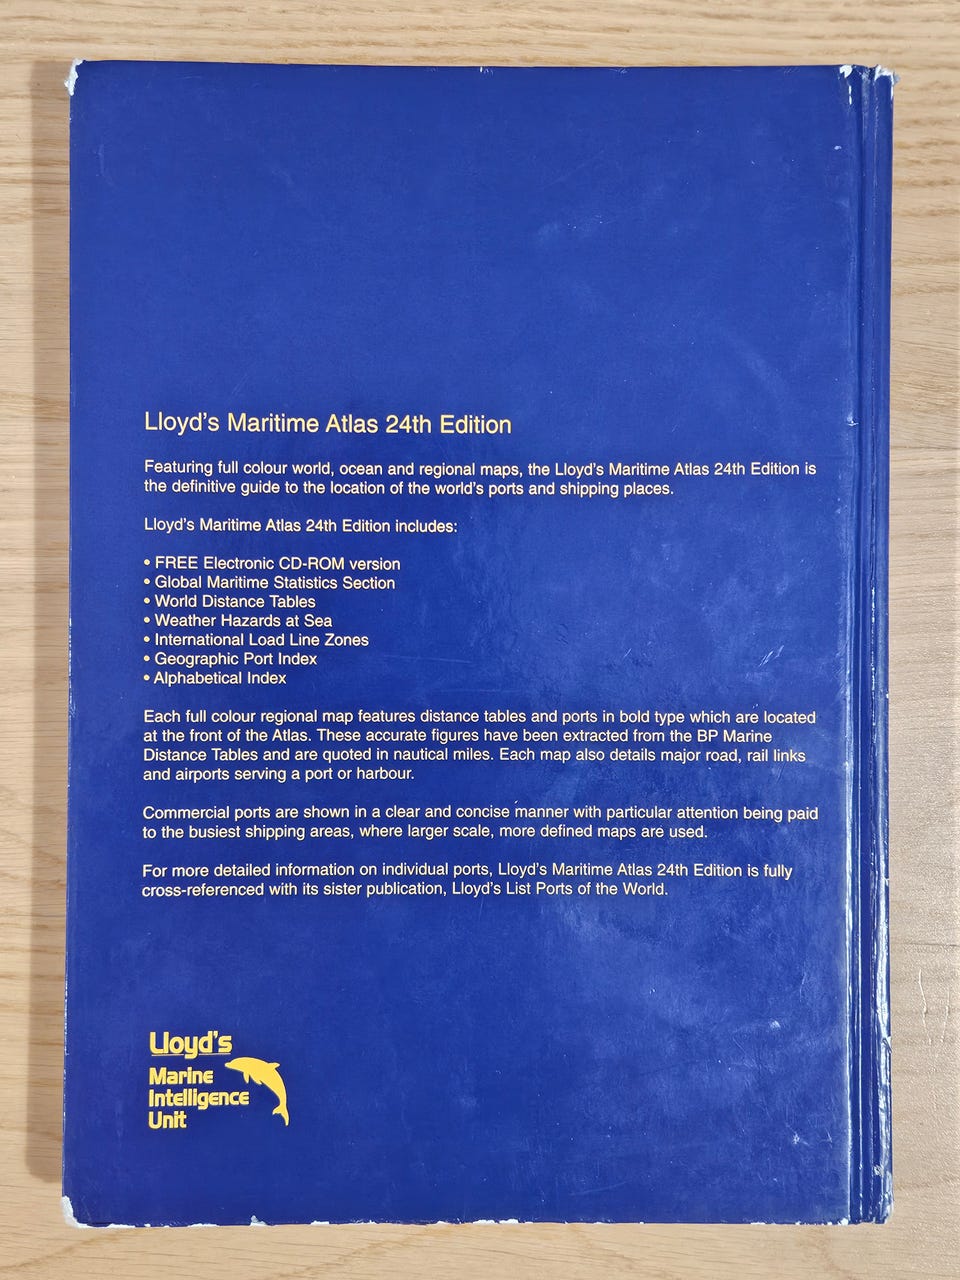 Lloyd's Maritime Atlas 24th Edition
Featuring full colour world, ocean and regional maps, the Lloyd's Maritime Atlas 24th Edition is
the definitive guide to the location of the world's ports and shipping places.
Lloyd's Maritime Atlas 24th Edition includes:
• FREE Electronic CD-ROM version
• Global Maritime Statistics Section
• World Distance Tables
• Weather Hazards at Sea
• International Load Line Zones
• Geographic Port Index
• Alphabetical Index
Each full colour regional map features distance tables and ports in bold type which are located
at the front of the Atlas. These accurate figures have been extracted from the BP Marine
Distance Tables and are quoted in nautical miles. Each map also details major road, rail links
and airports serving a port or harbour.
Commercial ports are shown in a clear and concise manner with particular attention being paid
to the busiest shipping areas, where larger scale, more defined maps are used.
For more detailed information on individual ports, Lloyd's Maritime Atlas 24th Edition is fully
cross-referenced with its sister publication, Lloyd's List Ports of the World.
Lloyd's
Marine
Intelligence
Unit